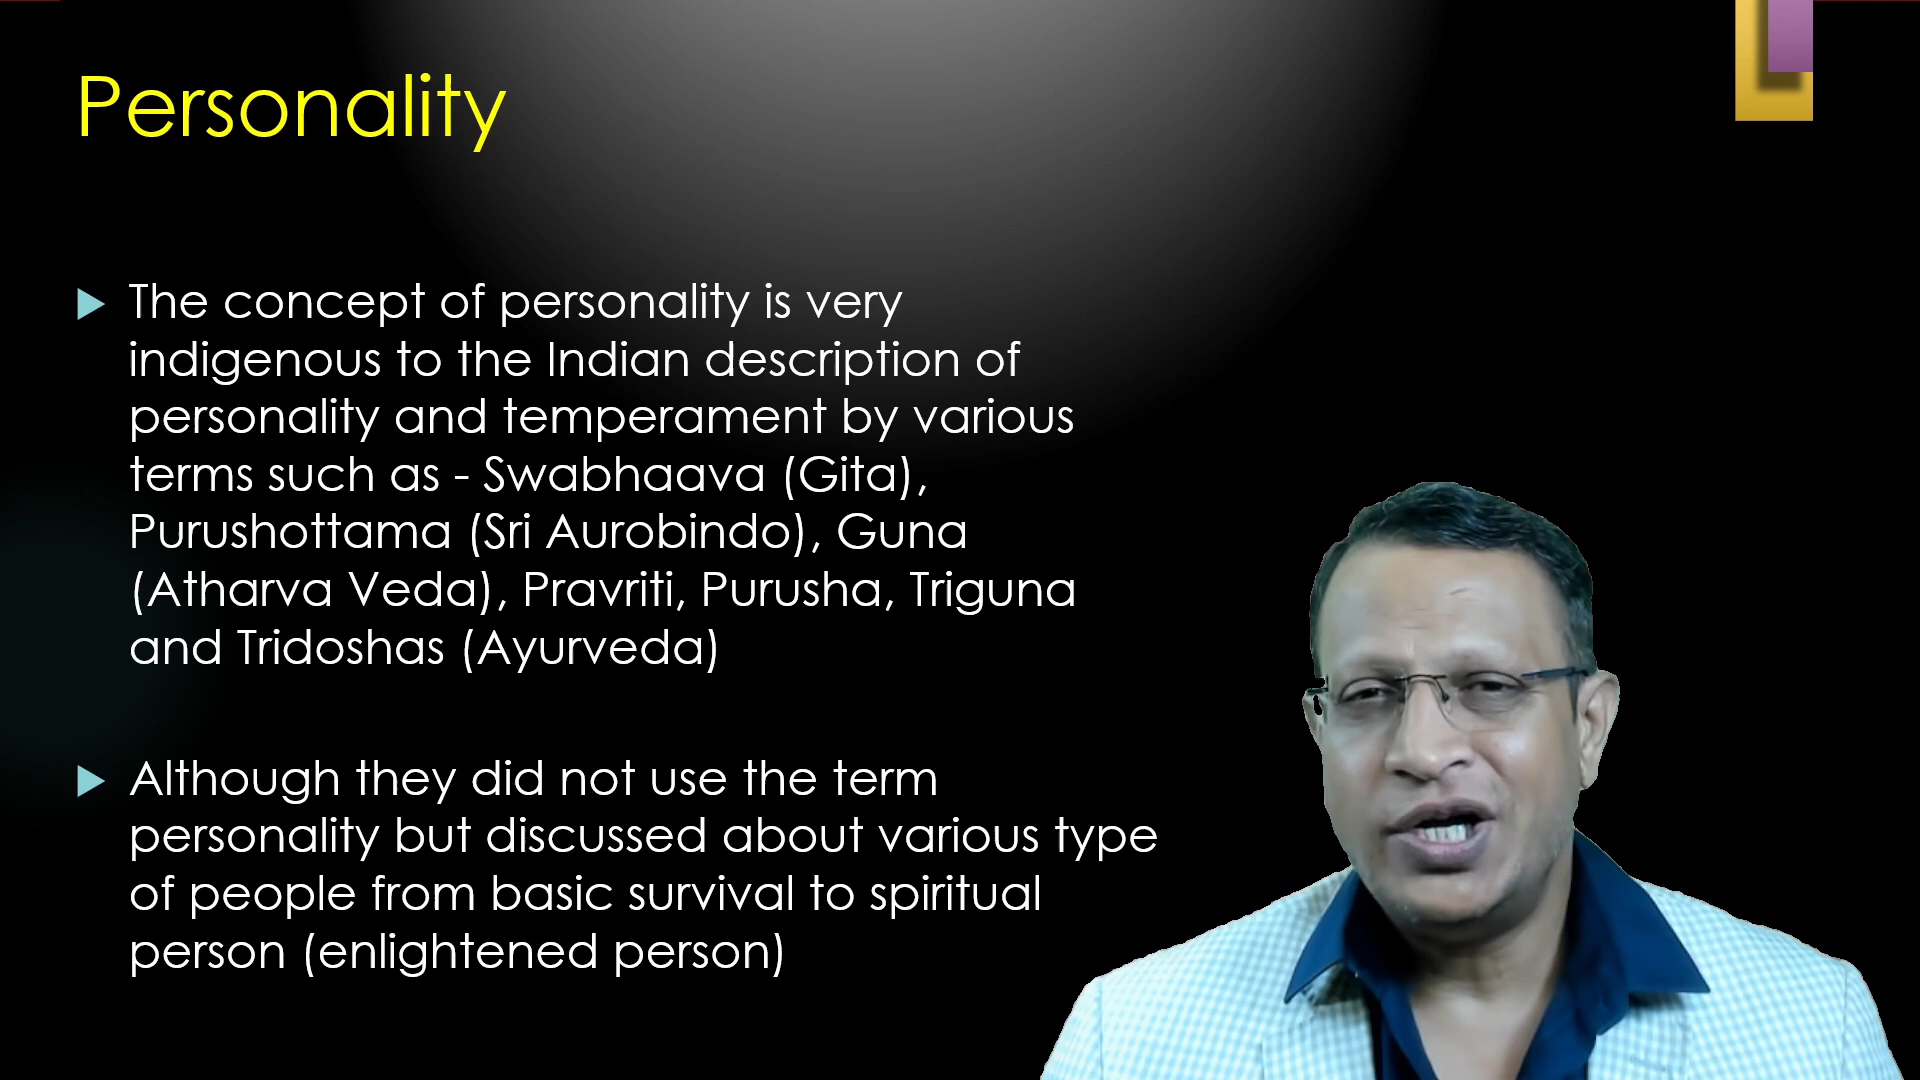 Personality
The concept of personality is very
indigenous to the Indian description of
personality and temperament by various
terms such as - Swabhaava (Gita),
Purushottama (Sri Aurobindo), Guna
(Atharva Veda), Pravriti, Purusha, Triguna
and Tridoshas (Ayurveda)
Although they did not use the term
personality but discussed about various type
of people from basic survival to spiritual
person (enlightened person)